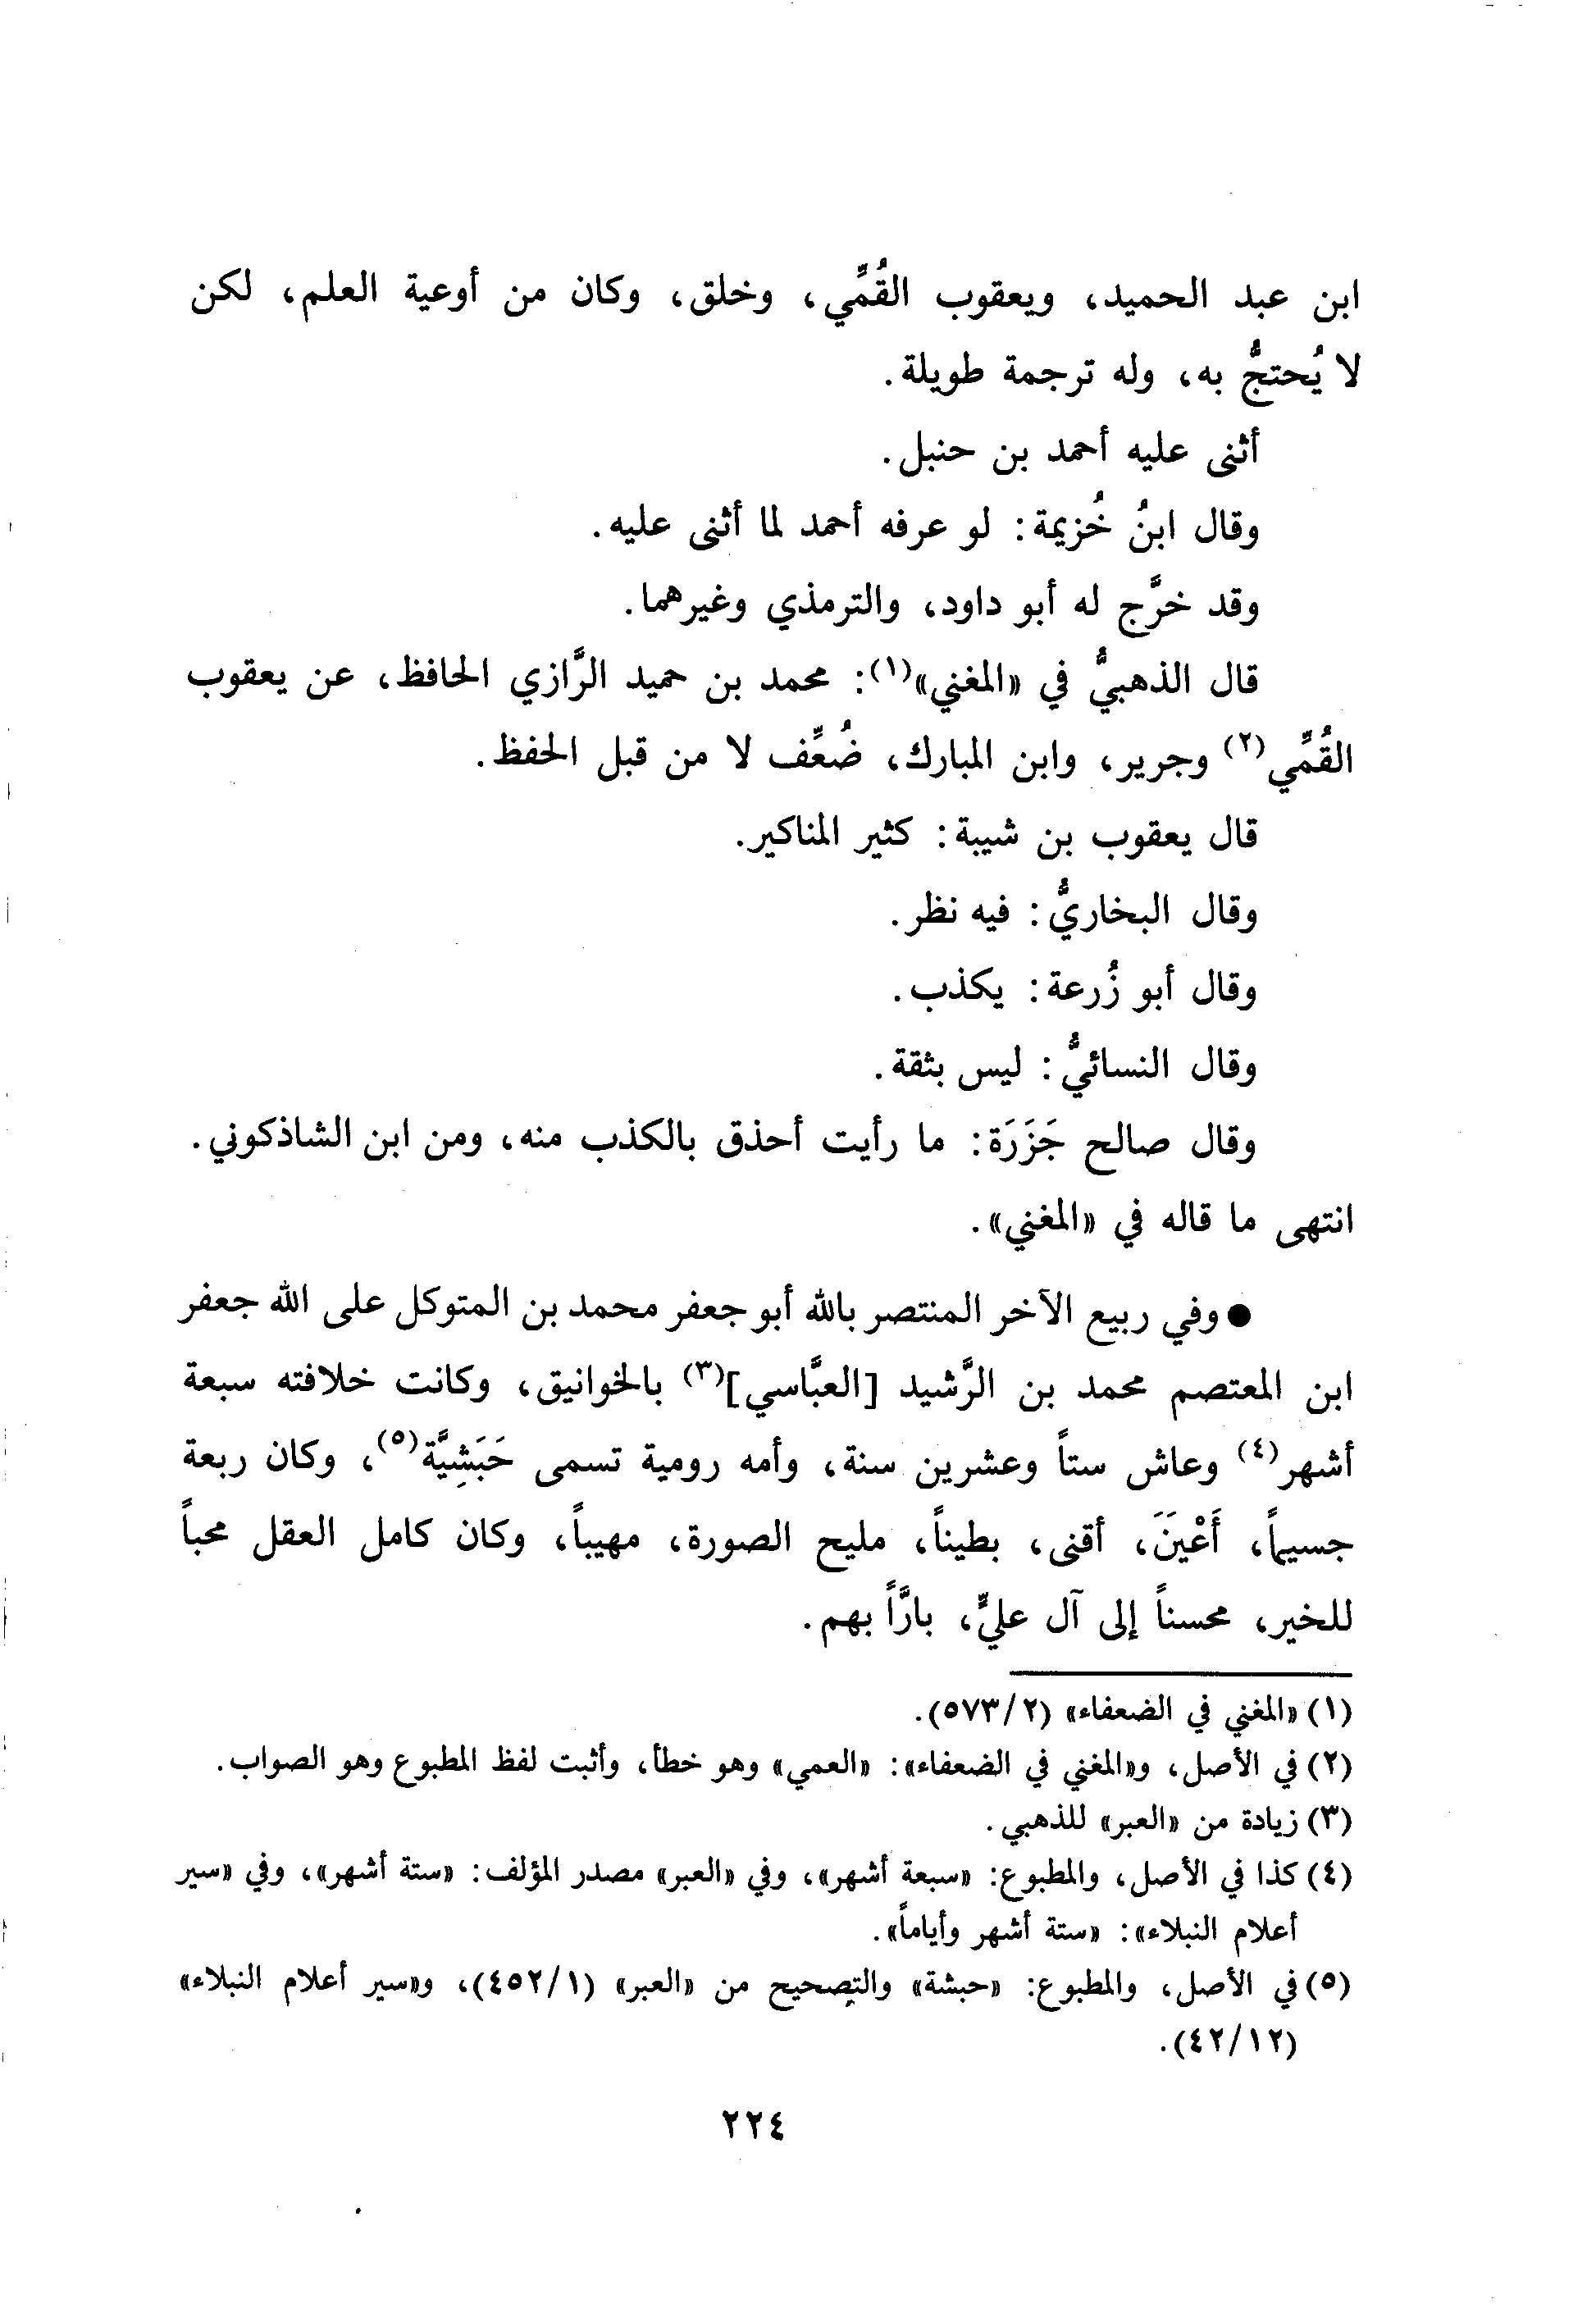 ابن عبد الحميد، ويعقوب القُمِّي، وخلق، وكان من أوعية العلم، لكن
لا يُحتجُّ به، وله ترجمة طويلة.
أثنى عليه أحمد بن حنبل.
وقال ابنُ خُزيمة: لو عرفه أحمد لما أثنى عليه.
وقد خرَّج له أبو داود، والترمذي وغيرهما.
قال الذهبيُّ في «المغني»(١): محمد بن حميد الرَّازي الحافظ، عن يعقوب
القُمِّي(٢) وجرير، وابن المبارك، ضُعِّف لا من قبل الحفظ.
قال يعقوب بن شيبة: كثير المناكير.
وقال البخاريُّ: فيه نظر.
وقال أبو زُرعة: يكذب.
وقال النسائيُّ: ليس بثقة.
وقال صالح جَزَرَة: ما رأيت أحذق بالكذب منه، ومن ابن الشاذكوني.
انتهى ما قاله في «المغني».
● وفي ربيع الآخر المنتصر بالله أبو جعفر محمد بن المتوكل على الله جعفر
ابن المعتصم محمد بن الرَّشيد [العبَّاسي](٣) بالخوانيق، وكانت خلافته سبعة
أشهر(٤) وعاش ستاً وعشرين سنة، وأمه رومية تسمى حَبَشِيَّة(٥)، وكان ربعة
جسيماً، أَعْيَنَ، أقنى، بطيناً، مليح الصورة، مهيباً، وكان كامل العقل محباً
للخير، محسناً إلى آل عليٍّ، بارَّاً بهم.
(١) «المغني في الضعفاء» (٢/ ٥٧٣).
(٢) في الأصل، و«المغني في الضعفاء»: «العمي» وهو خطأ، وأثبت لفظ المطبوع وهو الصواب.
(٣) زيادة من «العبر» للذهبي.
(٤) كذا في الأصل، والمطبوع: «سبعة أشهر»، وفي «العبر» مصدر المؤلف: «ستة أشهر»، وفي «سير
أعلام النبلاء»: «ستة أشهر وأياماً».
(٥) في الأصل، والمطبوع: «حبشة» والتصحيح من «العبر» (١/ ٤٥٢)، و«سير أعلام النبلاء»
(١٢/ ٤٢).
٢٢٤